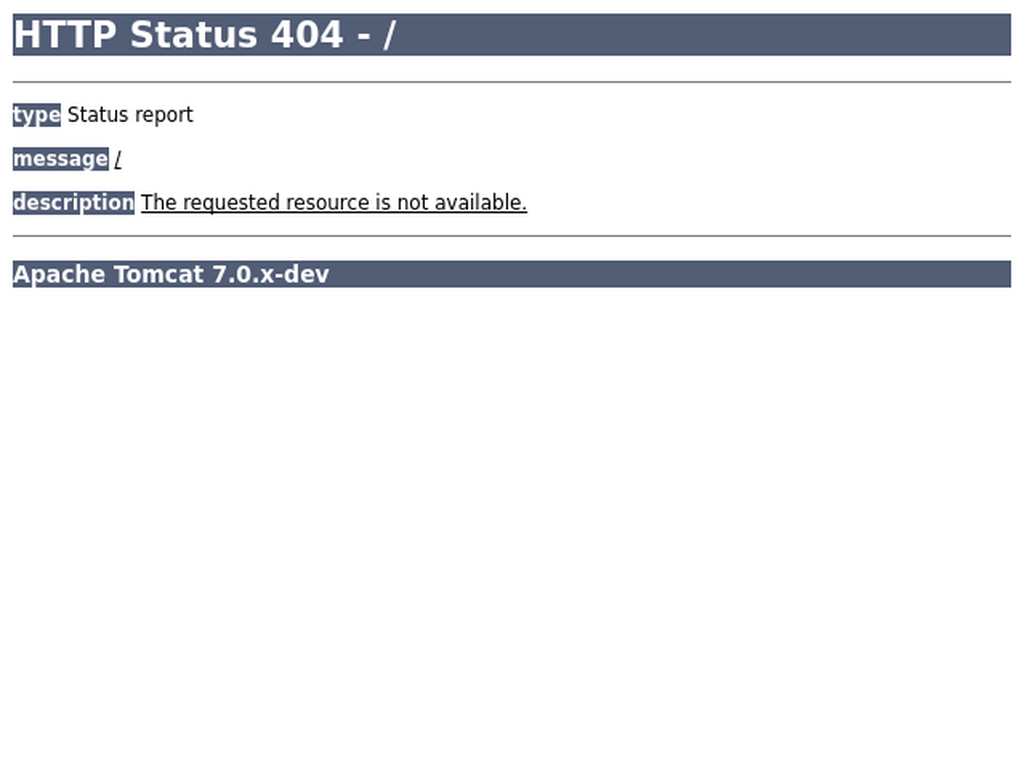 HTTP Status 404 - /
type Status report
message /
description The requested resource is not available.
Apache Tomcat 7.0.x-dev